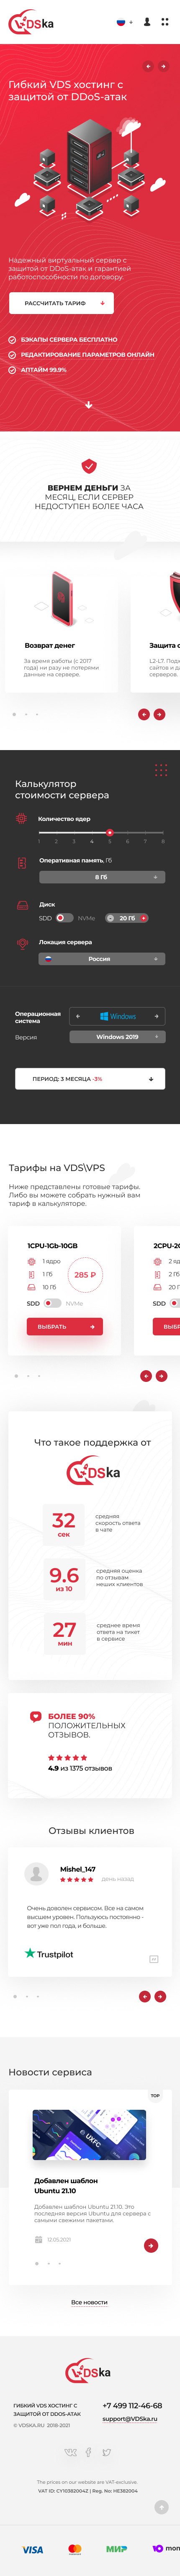 VDSka
Гибкий VDS хостинг с
защитой от DDoS-атак
Надежный виртуальный сервер с
защитой от DDoS-атак и гарантией
работоспособности по договору.
РАССЧИТАТЬ ТАРИФ
БЭКАПЫ СЕРВЕРА БЕСПЛАТНО
РЕДАКТИРОВАНИЕ ПАРАМЕТРОВ ОНЛАЙН
АПТАЙМ 99.9%
ВЕРНЕМ ДЕНЬГИ ЗА
МЕСЯЦ, ЕСЛИ СЕРВЕР
НЕДОСТУПЕН БОЛЕЕ ЧАСА
Возврат денег
За время работы (с 2017
года) ни разу не потеряли
данные на сервере.
Защита о
L2-L7. Под
сайтов и д
серверов.
Калькулятор
стоимости сервера
Количество ядер
1 2 3 4 5 6 7 8
Оперативная память, Гб
8 Гб
Диск
SDD NVMe 20 Гб
Локация сервера
Россия
Операционная
система
Windows
Версия
Windows 2019
ПЕРИОД: 3 МЕСЯЦА -3%
Тарифы на VDS\VPS
Ниже представлены готовые тарифы.
Либо вы можете собрать нужный вам
тариф в калькуляторе.
1CPU-1Gb-10GB
1 ядро
1 Гб
10 Гб
285 ₽
SDD NVMe
ВЫБРАТЬ
2CPU-2G
2 яд
2 Гб
20 Г
SDD
ВЫБР
Что такое поддержка от
VDSka
32
сек
средняя
скорость ответа
в чате
9.6
из 10
средняя оценка
по отзывам
наших клиентов
27
мин
среднее время
ответа на тикет
в сервисе
БОЛЕЕ 90%
ПОЛОЖИТЕЛЬНЫХ
ОТЗЫВОВ.
4.9 из 1375 отзывов
Отзывы клиентов
Mishel_147
день назад
Очень доволен сервисом. Все на самом
высшем уровен. Пользуюсь постоянно -
вот уже пол года, и больше.
Trustpilot
Новости сервиса
TOP
UFC
Добавлен шаблон
Ubuntu 21.10
Добавлен шаблон Ubuntu 21.10. Это
последняя версия Ubuntu для сервера с
самыми свежими пакетами.
12.05.2021
Все новости
VDSka
ГИБКИЙ VDS ХОСТИНГ С
ЗАЩИТОЙ ОТ DDOS-АТАК
© VDSKA.RU 2018-2021
+7 499 112-46-68
support@VDSka.ru
The prices on our website are VAT-exclusive.
VAT ID: CY10382004Z | Reg. No: HE382004
VISA
mastercard
МИР